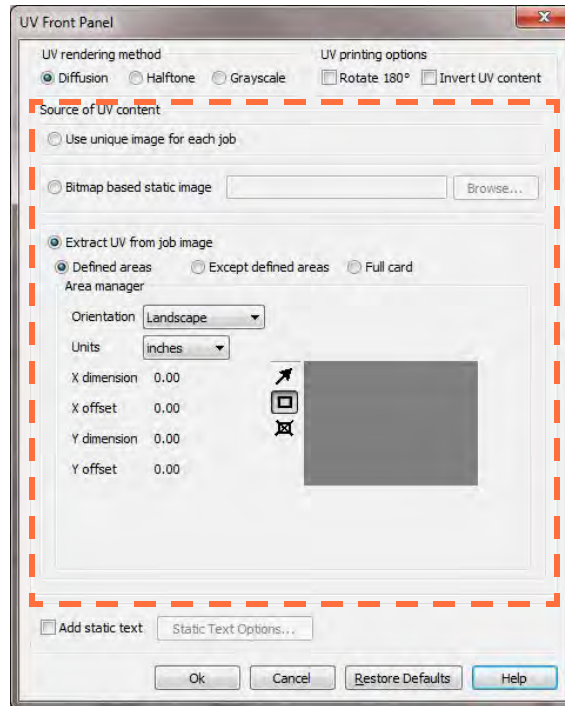 UV Front Panel
UV rendering method UV printing options
Diffusion Halftone Grayscale Rotate 180° Invert UV content
Source of UV content
Use unique image for each job
Bitmap based static image Browse...
Extract UV from job image
Defined areas Except defined areas Full card
Area manager
Orientation Landscape
Units inches
X dimension 0.00
X offset 0.00
Y dimension 0.00
Y offset 0.00
Add static text Static Text Options...
Ok Cancel Restore Defaults Help